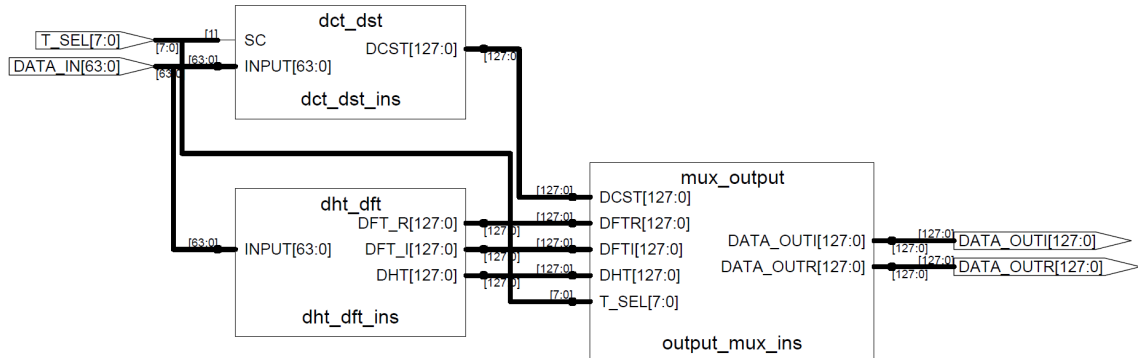 dct_dst
T_SEL[7:0]
[7:0]
[1]
SC
DCST[127:0]
[127:0]
DATA_IN[63:0]
[63:0]
[63:0]
INPUT[63:0]
dct_dst_ins
mux_output
dht_dft
[127:0]
DCST[127:0]
DFT_R[127:0]
[127:0]
[127:0]
DFTR[127:0]
[63:0]
INPUT[63:0]
DFT_I[127:0]
[127:0]
[127:0]
DFTI[127:0]
DATA_OUTI[127:0]
[127:0]
[127:0]
DATA_OUTI[127:0]
DHT[127:0]
[127:0]
[127:0]
DHT[127:0]
DATA_OUTR[127:0]
[127:0]
[127:0]
DATA_OUTR[127:0]
[7:0]
T_SEL[7:0]
dht_dft_ins
output_mux_ins